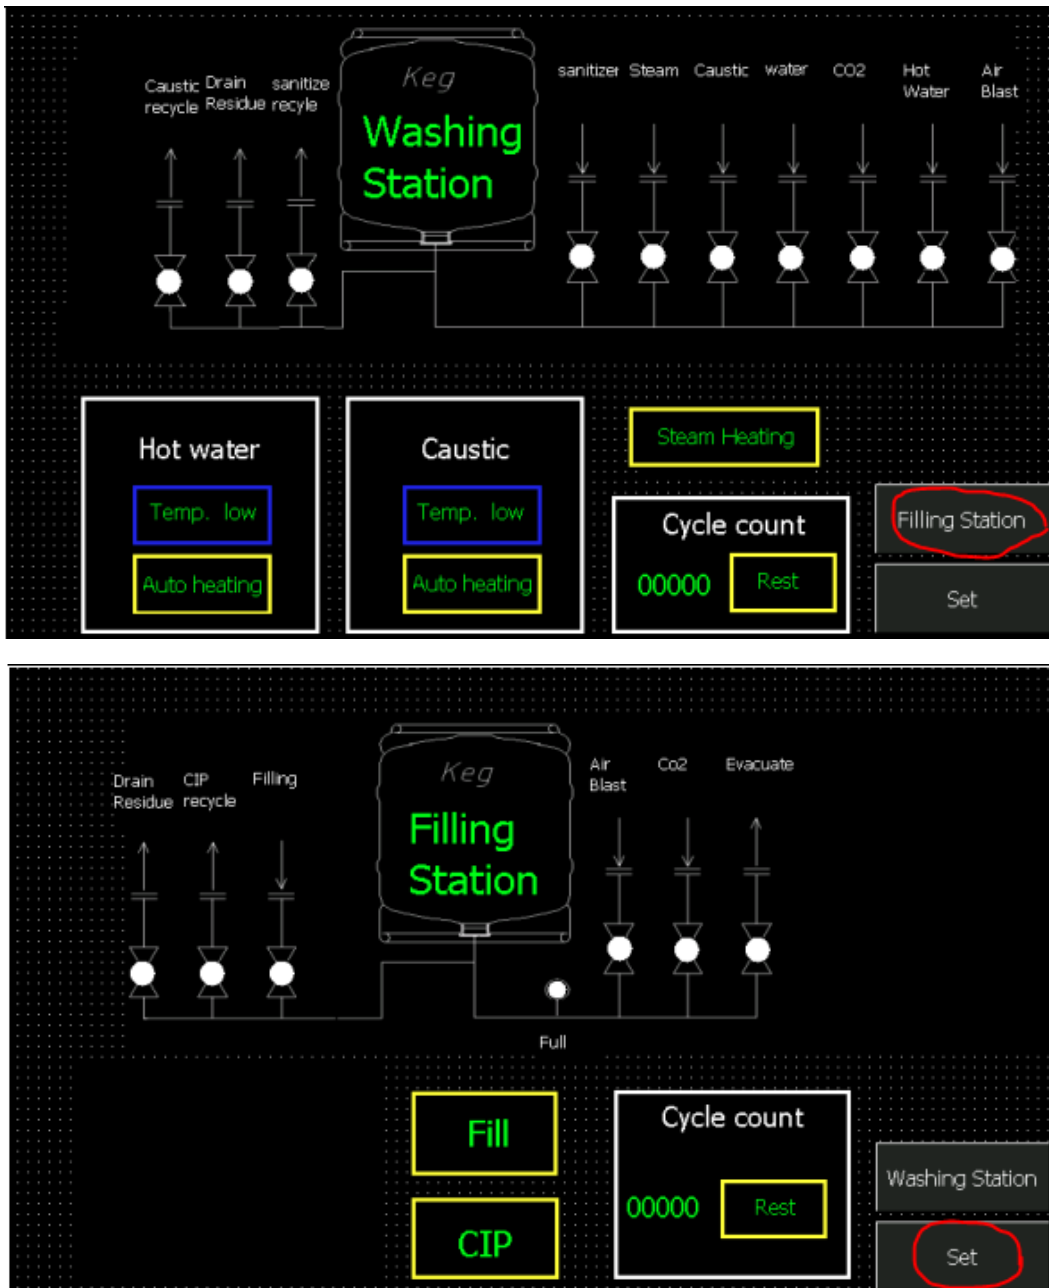 Caustic recycle
Drain Residue
sanitize recyle
Keg
Washing
Station
sanitizer
Steam
Caustic
water
CO2
Hot Water
Air Blast
Hot water
Temp. low
Auto heating
Caustic
Temp. low
Auto heating
Steam Heating
Cycle count
00000
Rest
Filling Station
Set
Drain Residue
CIP recycle
Filling
Keg
Filling
Station
Air Blast
Co2
Evacuate
Full
Fill
CIP
Cycle count
00000
Rest
Washing Station
Set